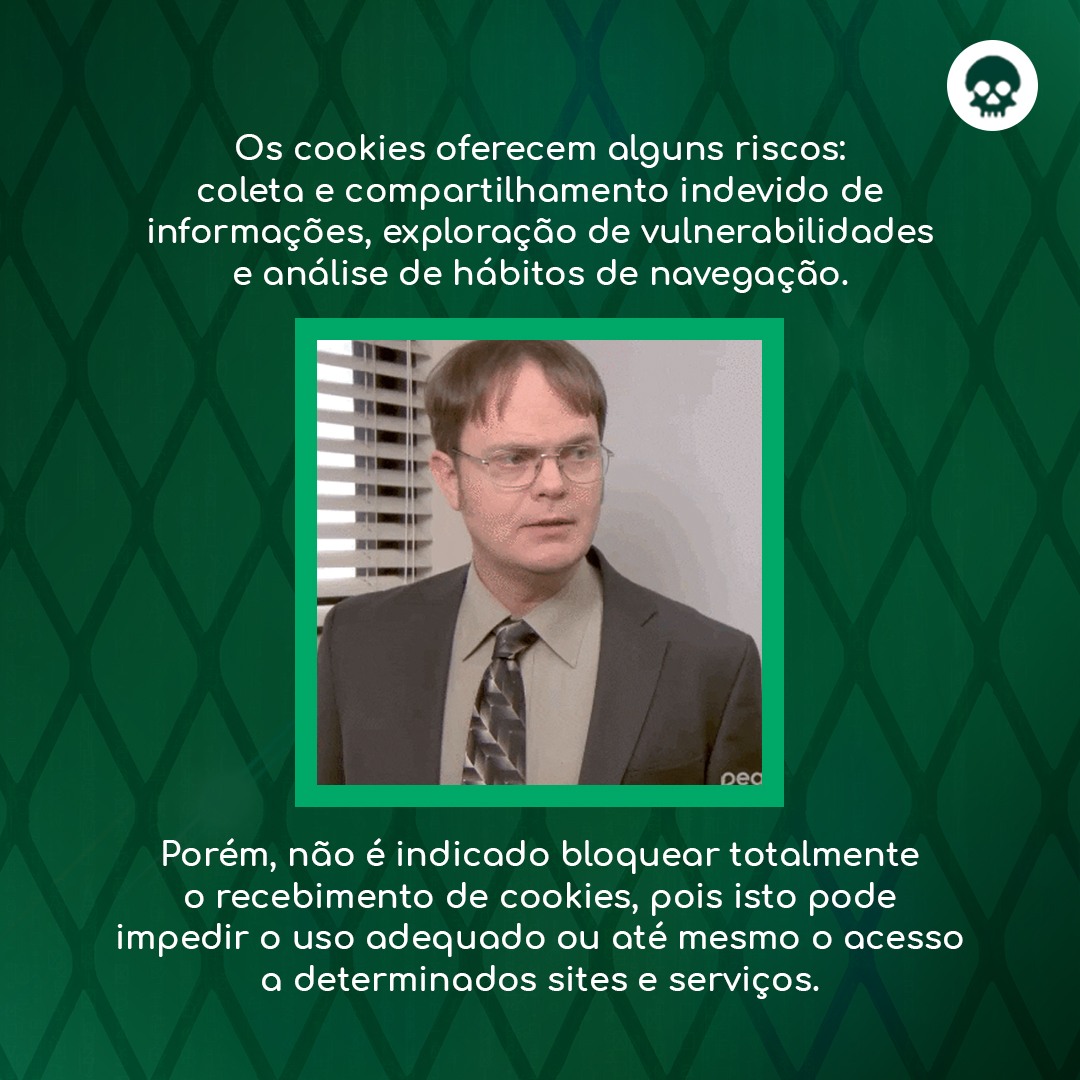 Os cookies oferecem alguns riscos:
coleta e compartilhamento indevido de
informações, exploração de vulnerabilidades
e análise de hábitos de navegação.
pea
Porém, não é indicado bloquear totalmente
o recebimento de cookies, pois isto pode
impedir o uso adequado ou até mesmo o acesso
a determinados sites e serviços.